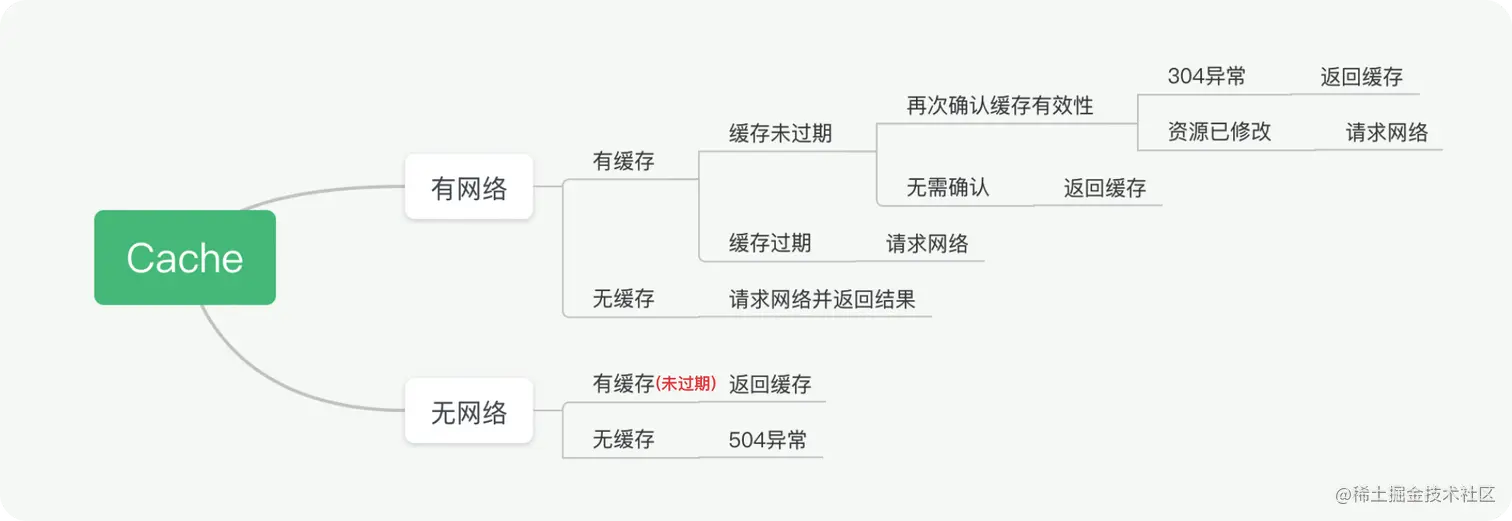 Cache
有网络
有缓存
缓存未过期
再次确认缓存有效性
304异常
返回缓存
资源已修改
请求网络
无需确认
返回缓存
缓存过期
请求网络
无缓存
请求网络并返回结果
无网络
有缓存(未过期)
返回缓存
无缓存
504异常
@稀土掘金技术社区